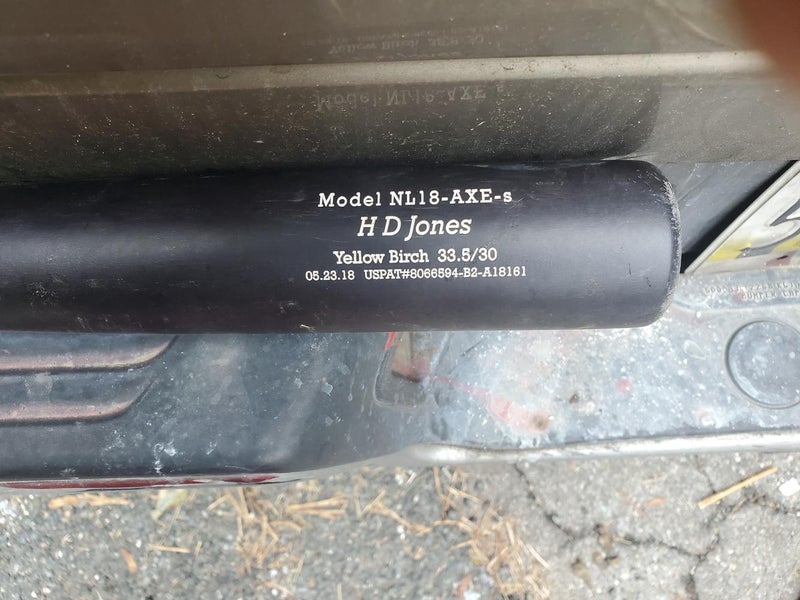 Model NL18-AXE-s
H D Jones
Yellow Birch 33.5/30
05.23.18 USPAT#8066594-B2-A18161